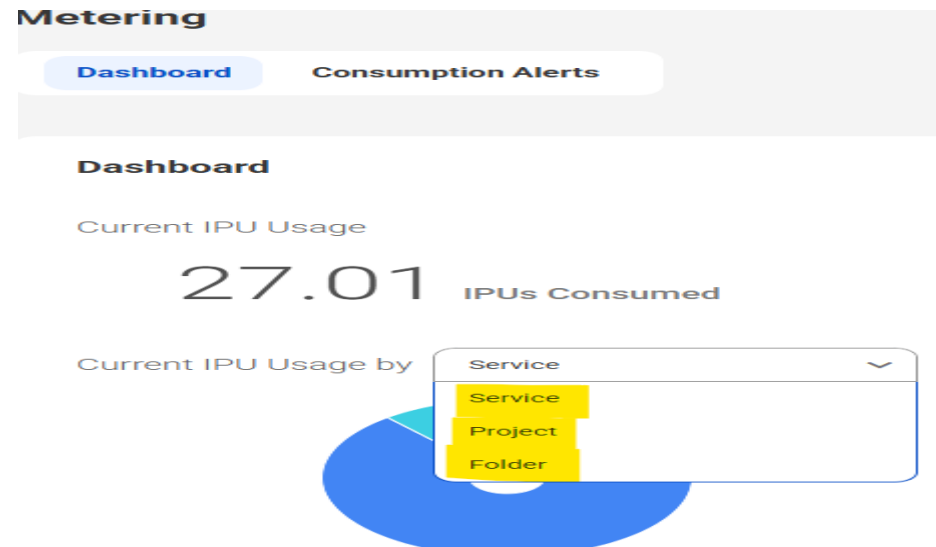 Metering
Dashboard Consumption Alerts
Dashboard
Current IPU Usage
27.01 IPUs Consumed
Current IPU Usage by Service
Service
Project
Folder